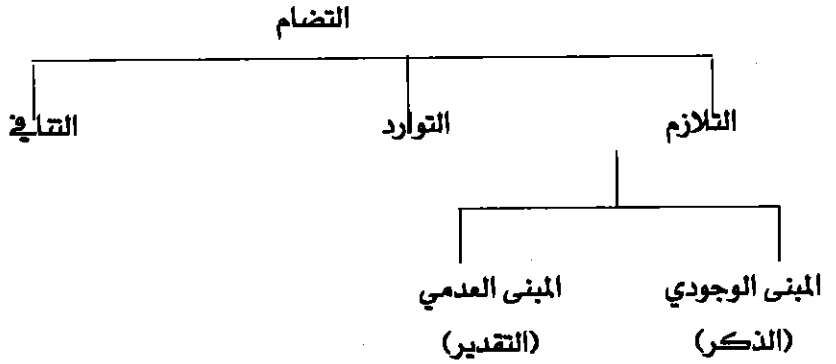 التضام
التلازم التوارد التنافي
المبنى الوجودي المبنى العدمي
(الذكر) (التقدير)